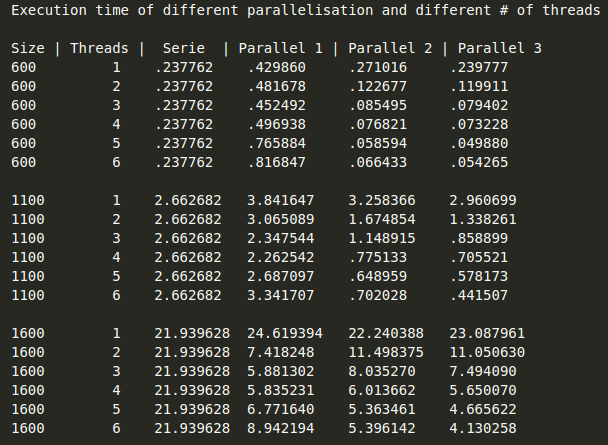 Execution time of different parallelisation and different # of threads
Size | Threads |  Serie  | Parallel 1 | Parallel 2 | Parallel 3
600        1    .237762   .429860    .271016   .239777
600        2    .237762   .481678    .122677   .119911
600        3    .237762   .452492    .085495   .079402
600        4    .237762   .496938    .076821   .073228
600        5    .237762   .765884    .058594   .049880
600        6    .237762   .816847    .066433   .054265
1100       1    2.662682  3.841647   3.258366  2.960699
1100       2    2.662682  3.065089   1.674854  1.338261
1100       3    2.662682  2.347544   1.148915  .858899
1100       4    2.662682  2.262542   .775133   .705521
1100       5    2.662682  2.687097   .648959   .578173
1100       6    2.662682  3.341707   .702028   .441507
1600       1    21.939628 24.619394  22.240388 23.087961
1600       2    21.939628 7.418248   11.498375 11.050630
1600       3    21.939628 5.881302   8.035270  7.494090
1600       4    21.939628 5.835231   6.013662  5.650070
1600       5    21.939628 6.771640   5.363461  4.665622
1600       6    21.939628 8.942194   5.396142  4.130258